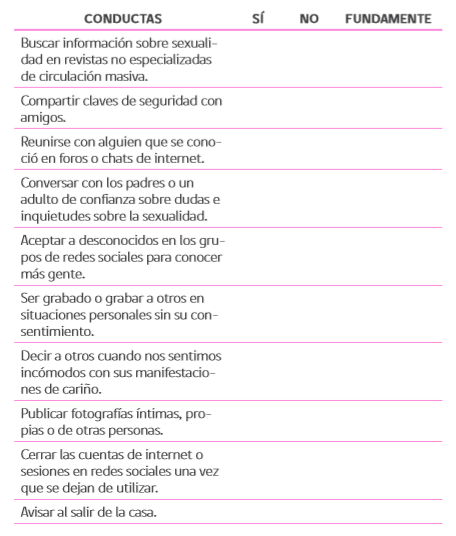 CONDUCTAS SÍ NO FUNDAMENTE
Buscar información sobre sexuali-
dad en revistas no especializadas
de circulación masiva.
Compartir claves de seguridad con
amigos.
Reunirse con alguien que se cono-
ció en foros o chats de internet.
Conversar con los padres o un
adulto de confianza sobre dudas e
inquietudes sobre la sexualidad.
Aceptar a desconocidos en los gru-
pos de redes sociales para conocer
más gente.
Ser grabado o grabar a otros en
situaciones personales sin su con-
sentimiento.
Decir a otros cuando nos sentimos
incómodos con sus manifestacio-
nes de cariño.
Publicar fotografías íntimas, pro-
pias o de otras personas.
Cerrar las cuentas de internet o
sesiones en redes sociales una vez
que se dejan de utilizar.
Avisar al salir de la casa.